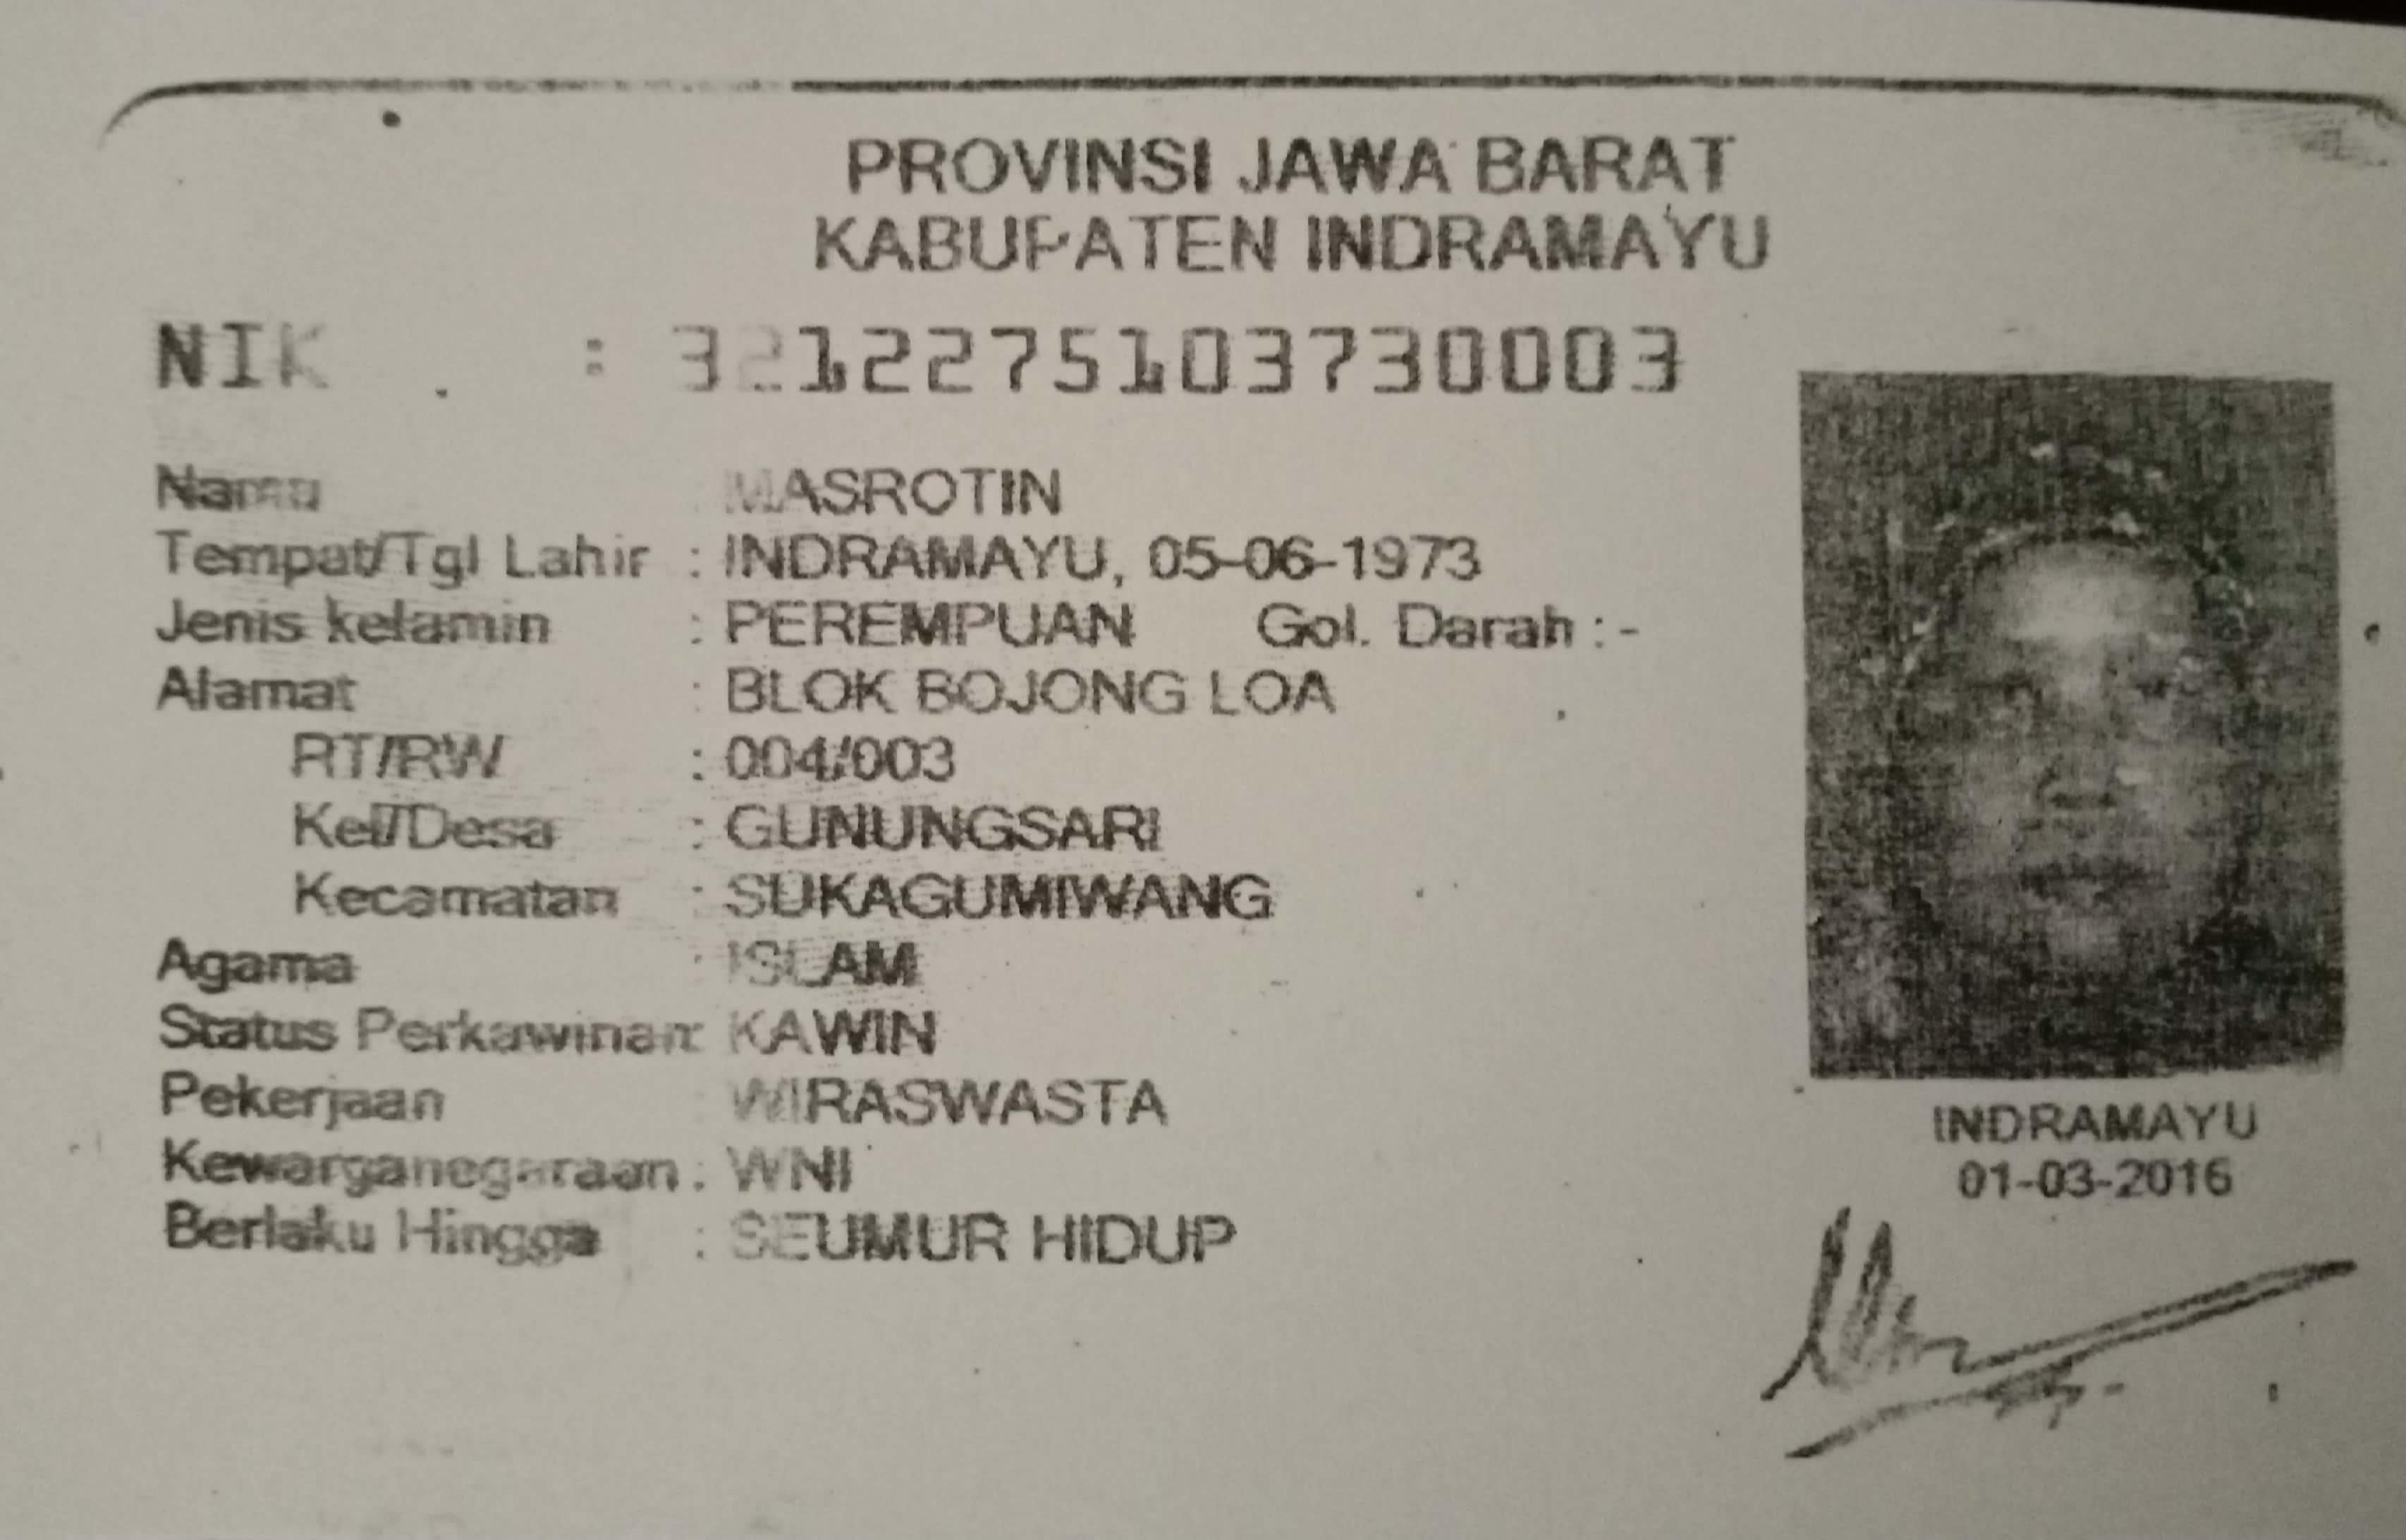 PROVINSI JAWA BARAT
KABUPATEN INDRAMAYU
NIK : 3212275103730003
Nama MASROTIN
Tempat/Tgl Lahir : INDRAMAYU, 05-06-1973
Jenis kelamin : PEREMPUAN Gol. Darah : -
Alamat : BLOK BOJONG LOA
RT/RW : 004/003
Kel/Desa : GUNUNGSARI
Kecamatan : SUKAGUMIWANG
Agama : ISLAM
Status Perkawinan: KAWIN
Pekerjaan : WIRASWASTA
Kewarganegaraan : WNI
Berlaku Hingga : SEUMUR HIDUP
INDRAMAYU
01-03-2016